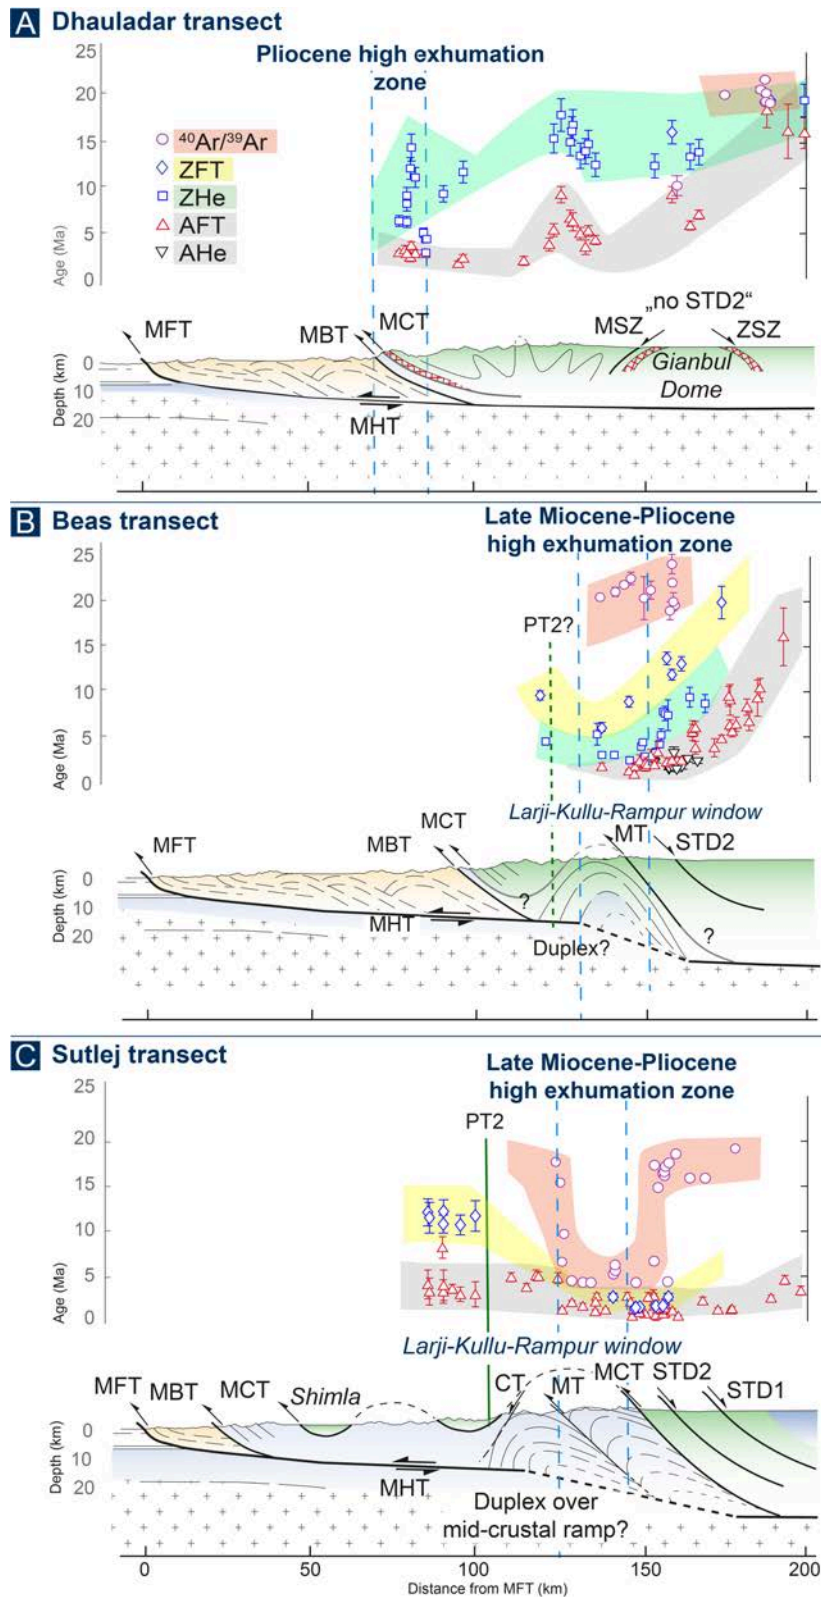 A Dhauladar transect
Pliocene high exhumation
zone
25
20
15
10
5
0
Age (Ma)
40Ar/39Ar
ZFT
ZHe
AFT
AHe
„no STD2“
MFT
MBT
MCT
MSZ
ZSZ
Gianbul
Dome
MHT
0
10
20
Depth (km)
B Beas transect
Late Miocene-Pliocene
high exhumation zone
25
20
15
10
5
0
Age (Ma)
PT2?
Larji-Kullu-Rampur window
MFT
MBT
MCT
MT
STD2
?
?
MHT
Duplex?
0
10
20
Depth (km)
C Sutlej transect
Late Miocene-Pliocene
high exhumation zone
25
20
15
10
5
0
Age (Ma)
PT2
Larji-Kullu-Rampur window
MFT
MBT
MCT
Shimla
CT
MT
MCT
STD2
STD1
MHT
Duplex over
mid-crustal ramp?
0
10
20
Depth (km)
0
50
100
150
200
Distance from MFT (km)